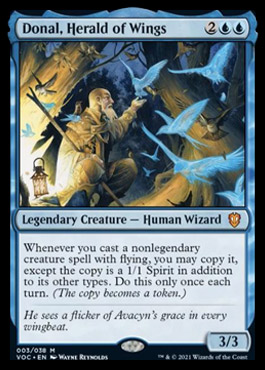 Donal, Herald of Wings 2
Legendary Creature — Human Wizard
Whenever you cast a nonlegendary
creature spell with flying, you may copy it,
except the copy is a 1/1 Spirit in addition
to its other types. Do this only once each
turn. (The copy becomes a token.)
He sees a flicker of Avacyn's grace in every
wingbeat.
3/3
003/038 M
VOC • EN WAYNE REYNOLDS
™ & © 2021 Wizards of the Coast